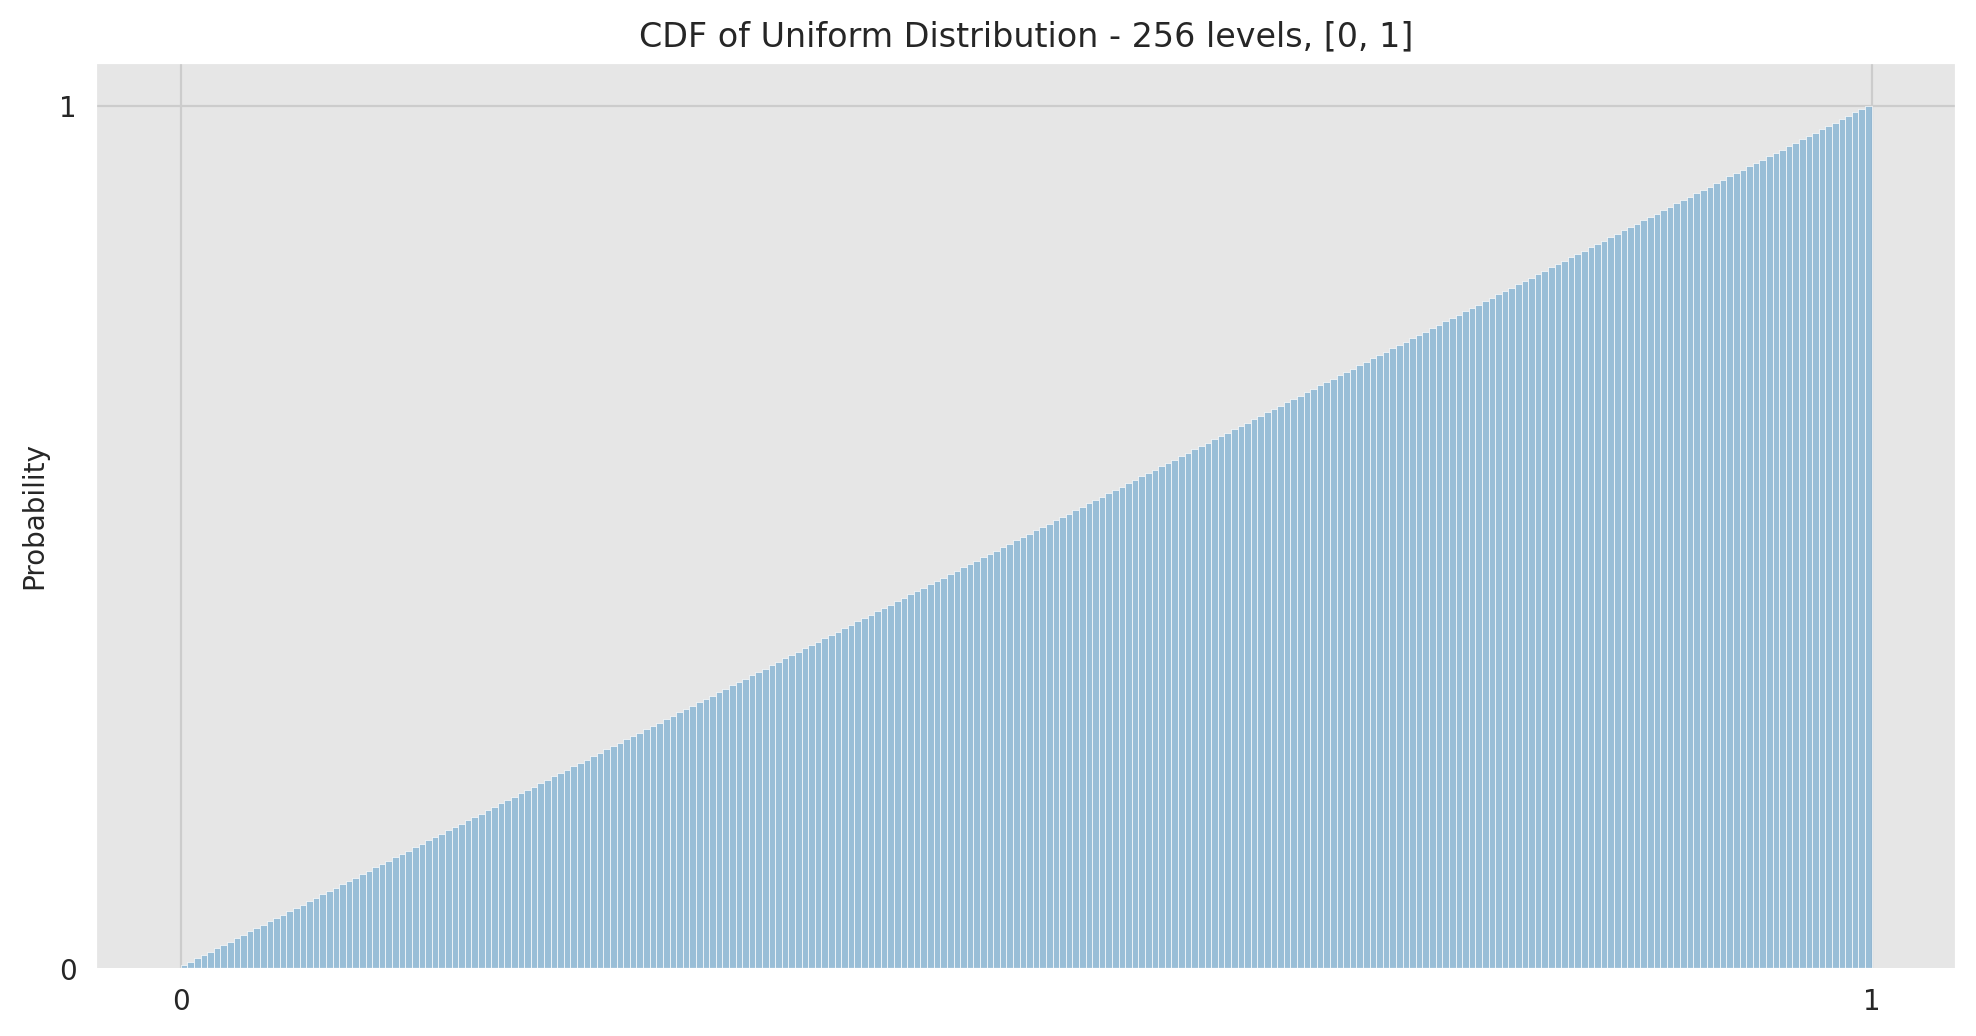 CDF of Uniform Distribution - 256 levels, [0, 1]
1
Probability
0
0
1